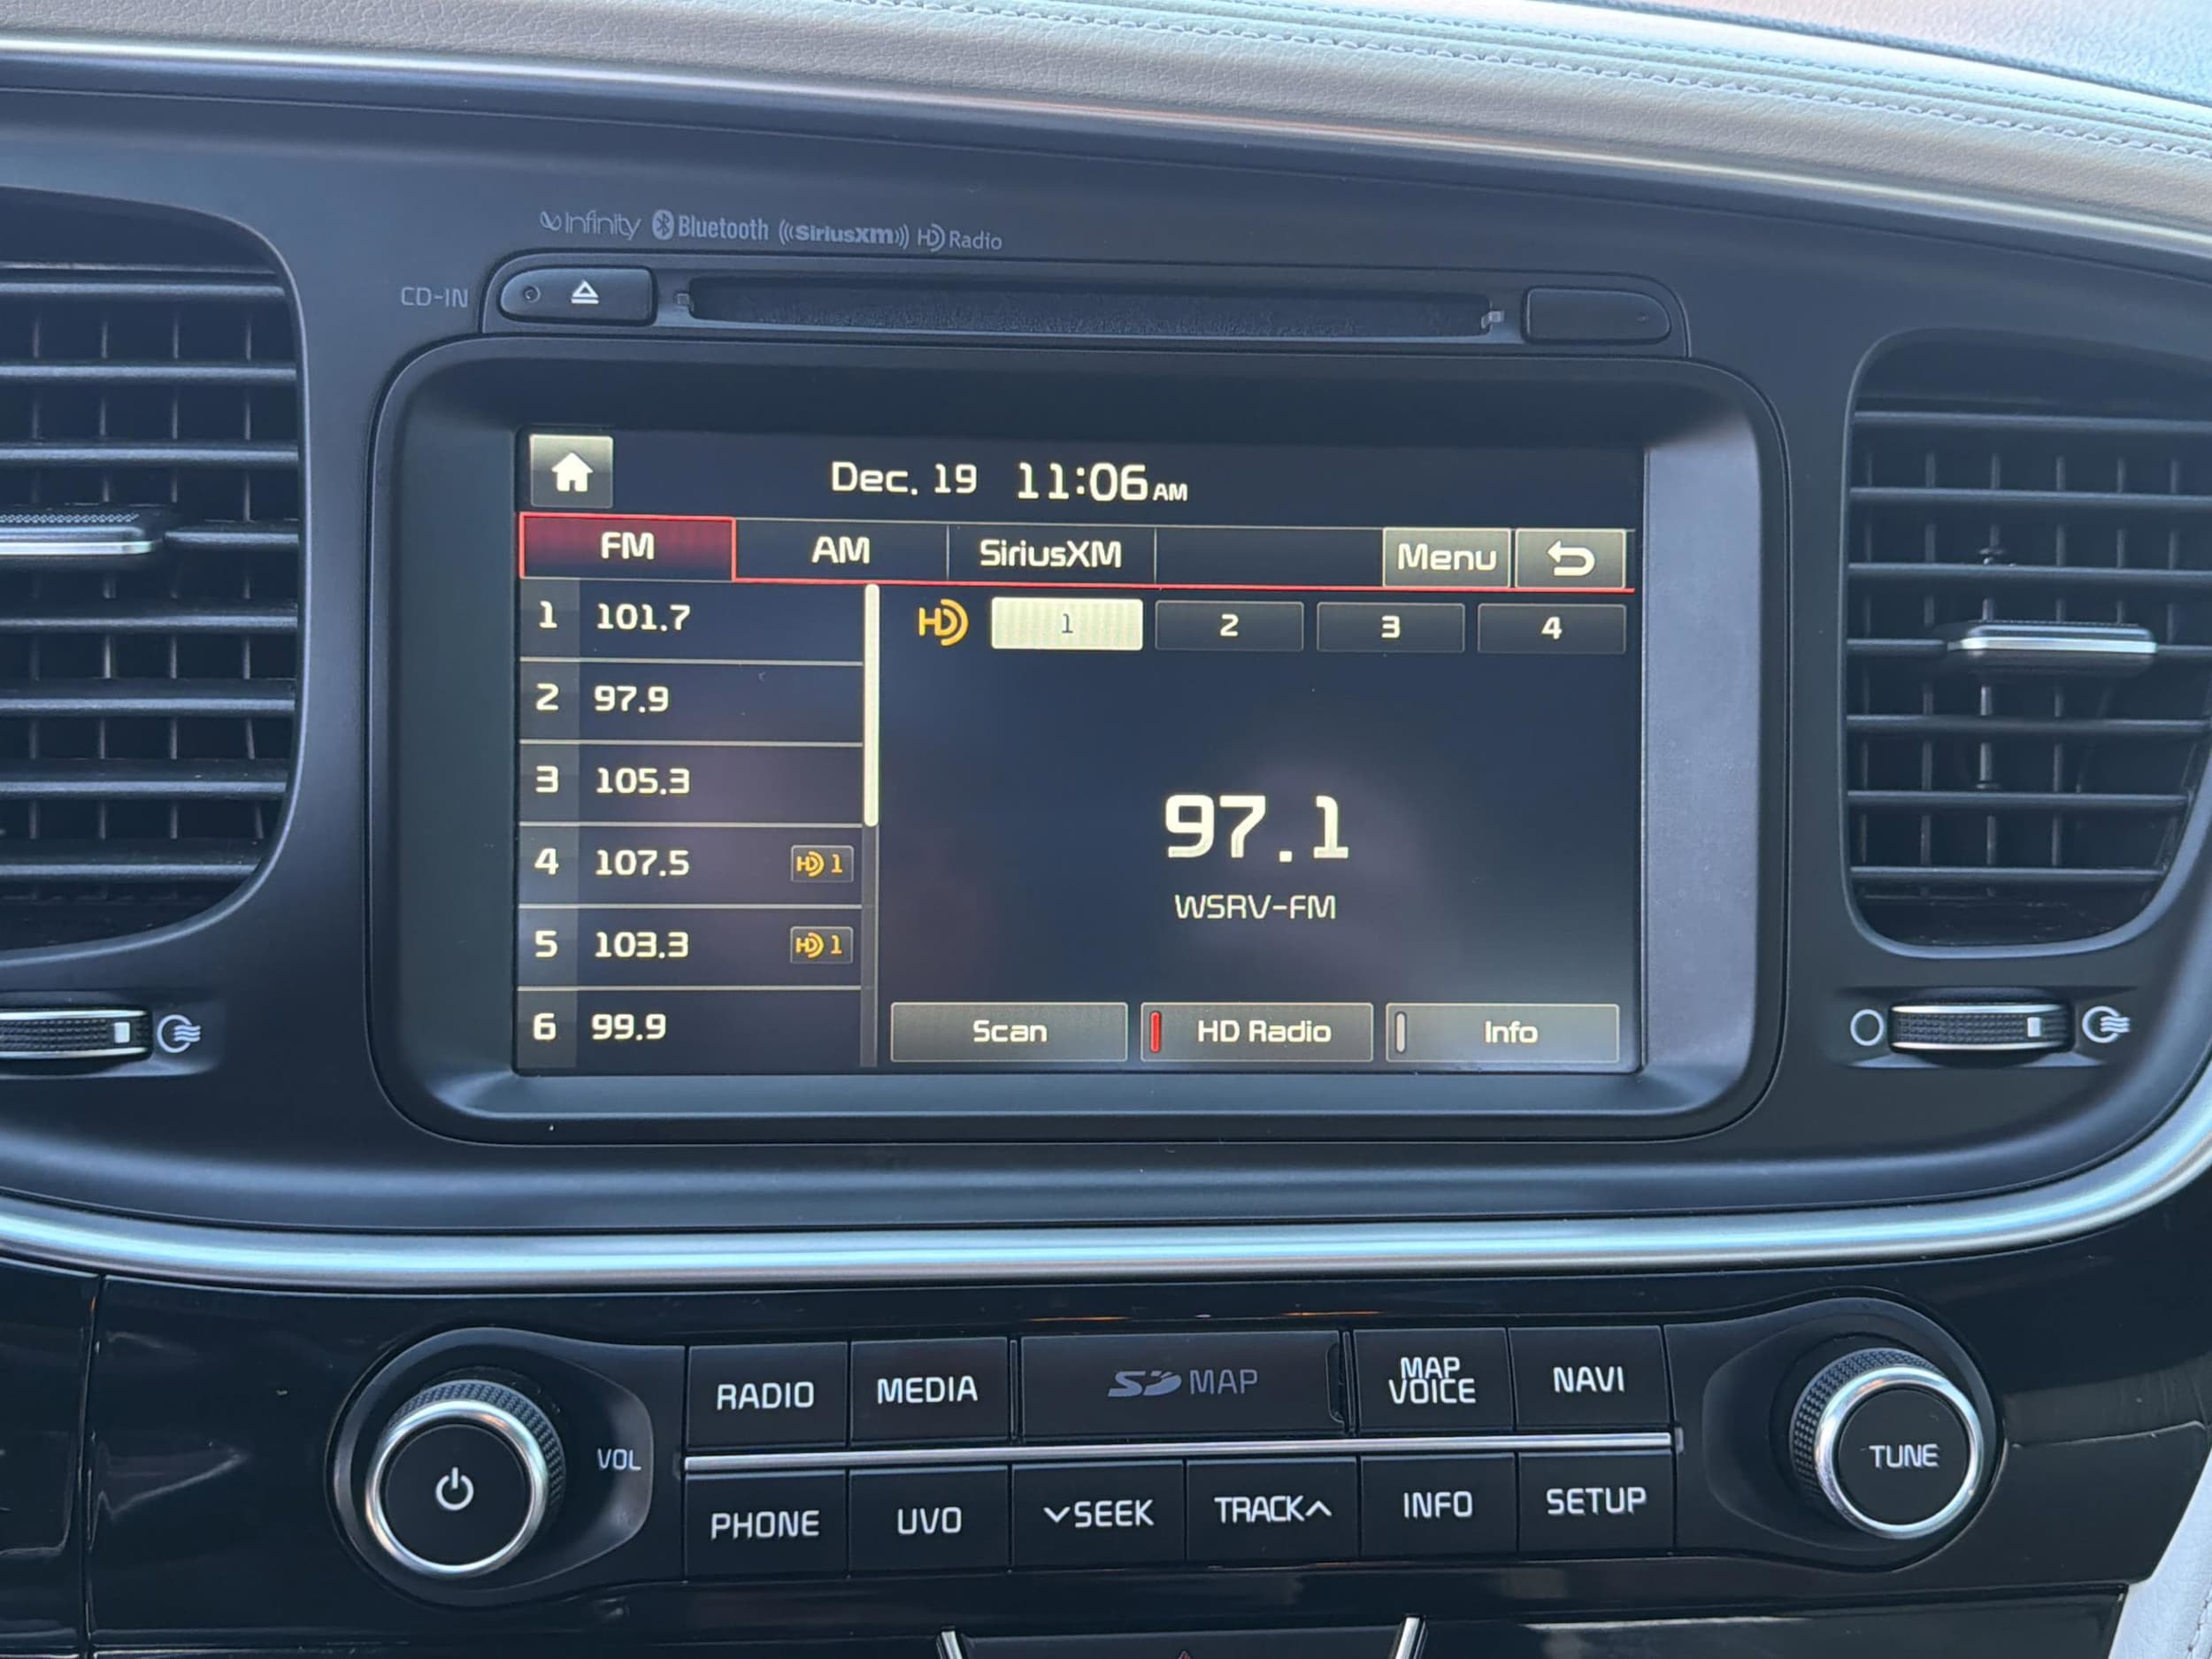 Infinity Bluetooth ((SiriusXM)) HD Radio
CD-IN
Dec. 19 11:06 AM
FM AM SiriusXM Menu
1 101.7
2 97.9
3 105.3
4 107.5 HD 1
5 103.3 HD 1
6 99.9
HD 1 2 3 4
97.1
WSRV-FM
Scan HD Radio Info
VOL
RADIO MEDIA SD MAP MAP VOICE NAVI
PHONE UVO SEEK TRACK INFO SETUP
TUNE